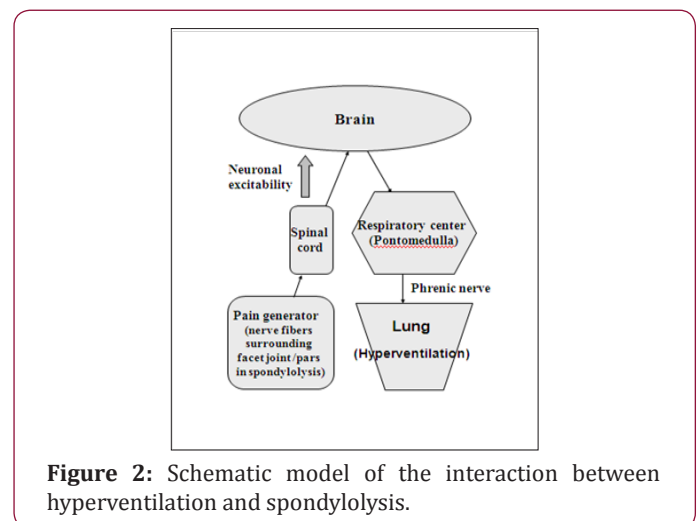 Brain
Neuronal
excitability
Spinal
cord
Respiratory center
(Pontomedulla)
Phrenic nerve
Pain generator
(nerve fibers
surrounding
facet joint /pars
in spondylolysis)
Lung
(Hyperventilation)
Figure 2: Schematic model of the interaction between
hyperventilation and spondylolysis.